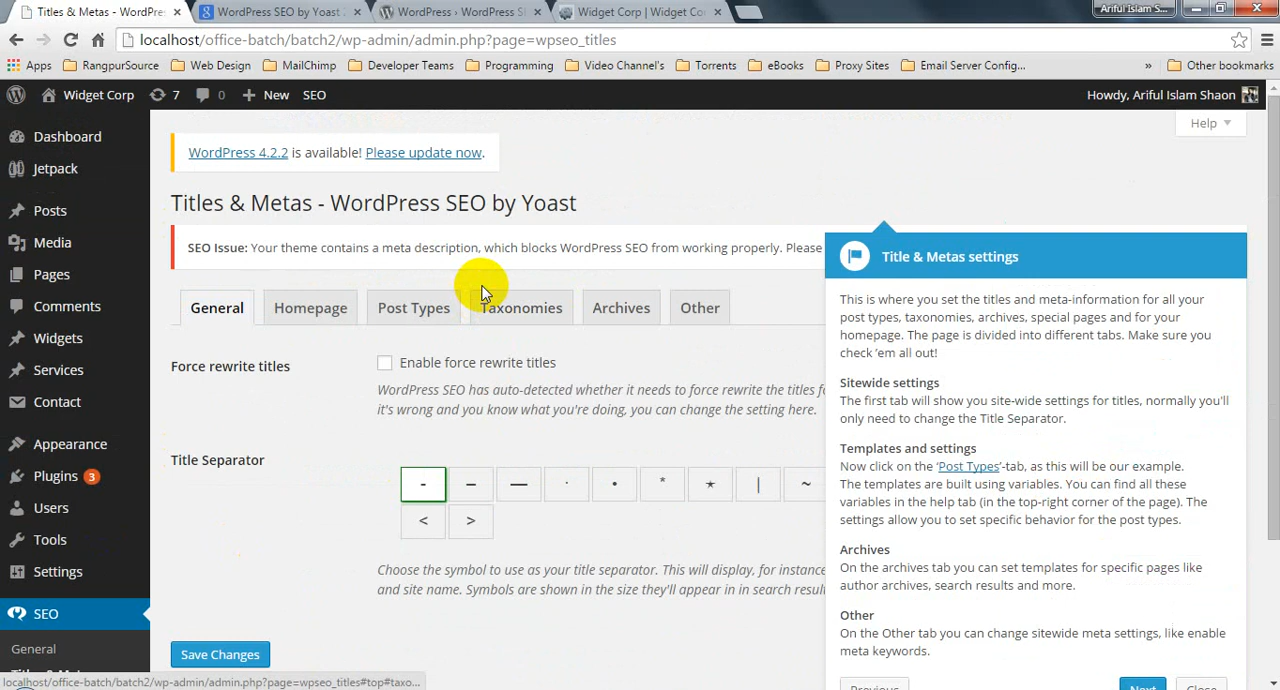 Titles & Metas - WordPres
WordPress SEO by Yoast
WordPress › WordPress S
Widget Corp | Widget Co
Ariful Islam S...
localhost/office-batch/batch2/wp-admin/admin.php?page=wpseo_titles
Apps RangpurSource Web Design MailChimp Developer Teams Programming Video Channel's Torrents eBooks Proxy Sites Email Server Config... » Other bookmarks
Widget Corp 7 0 + New SEO Howdy, Ariful Islam Shaon
Help
Dashboard
Jetpack
Posts
Media
Pages
Comments
Widgets
Services
Contact
Appearance
Plugins 3
Users
Tools
Settings
SEO
General
WordPress 4.2.2 is available! Please update now.
Titles & Metas - WordPress SEO by Yoast
SEO Issue: Your theme contains a meta description, which blocks WordPress SEO from working properly. Please
General Homepage Post Types Taxonomies Archives Other
Force rewrite titles Enable force rewrite titles
WordPress SEO has auto-detected whether it needs to force rewrite the titles fo
it's wrong and you know what you're doing, you can change the setting here.
Title Separator
- – — · • * ⋆ | ~
< >
Choose the symbol to use as your title separator. This will display, for instance
and site name. Symbols are shown in the size they'll appear in in search resul
Save Changes
Title & Metas settings
This is where you set the titles and meta-information for all your
post types, taxonomies, archives, special pages and for your
homepage. The page is divided into different tabs. Make sure you
check 'em all out!
Sitewide settings
The first tab will show you site-wide settings for titles, normally you'll
only need to change the Title Separator.
Templates and settings
Now click on the 'Post Types'-tab, as this will be our example.
The templates are built using variables. You can find all these
variables in the help tab (in the top-right corner of the page). The
settings allow you to set specific behavior for the post types.
Archives
On the archives tab you can set templates for specific pages like
author archives, search results and more.
Other
On the Other tab you can change sitewide meta settings, like enable
meta keywords.
Previous Next Close
localhost/office-batch/batch2/wp-admin/admin.php?page=wpseo_titles#top#taxo...